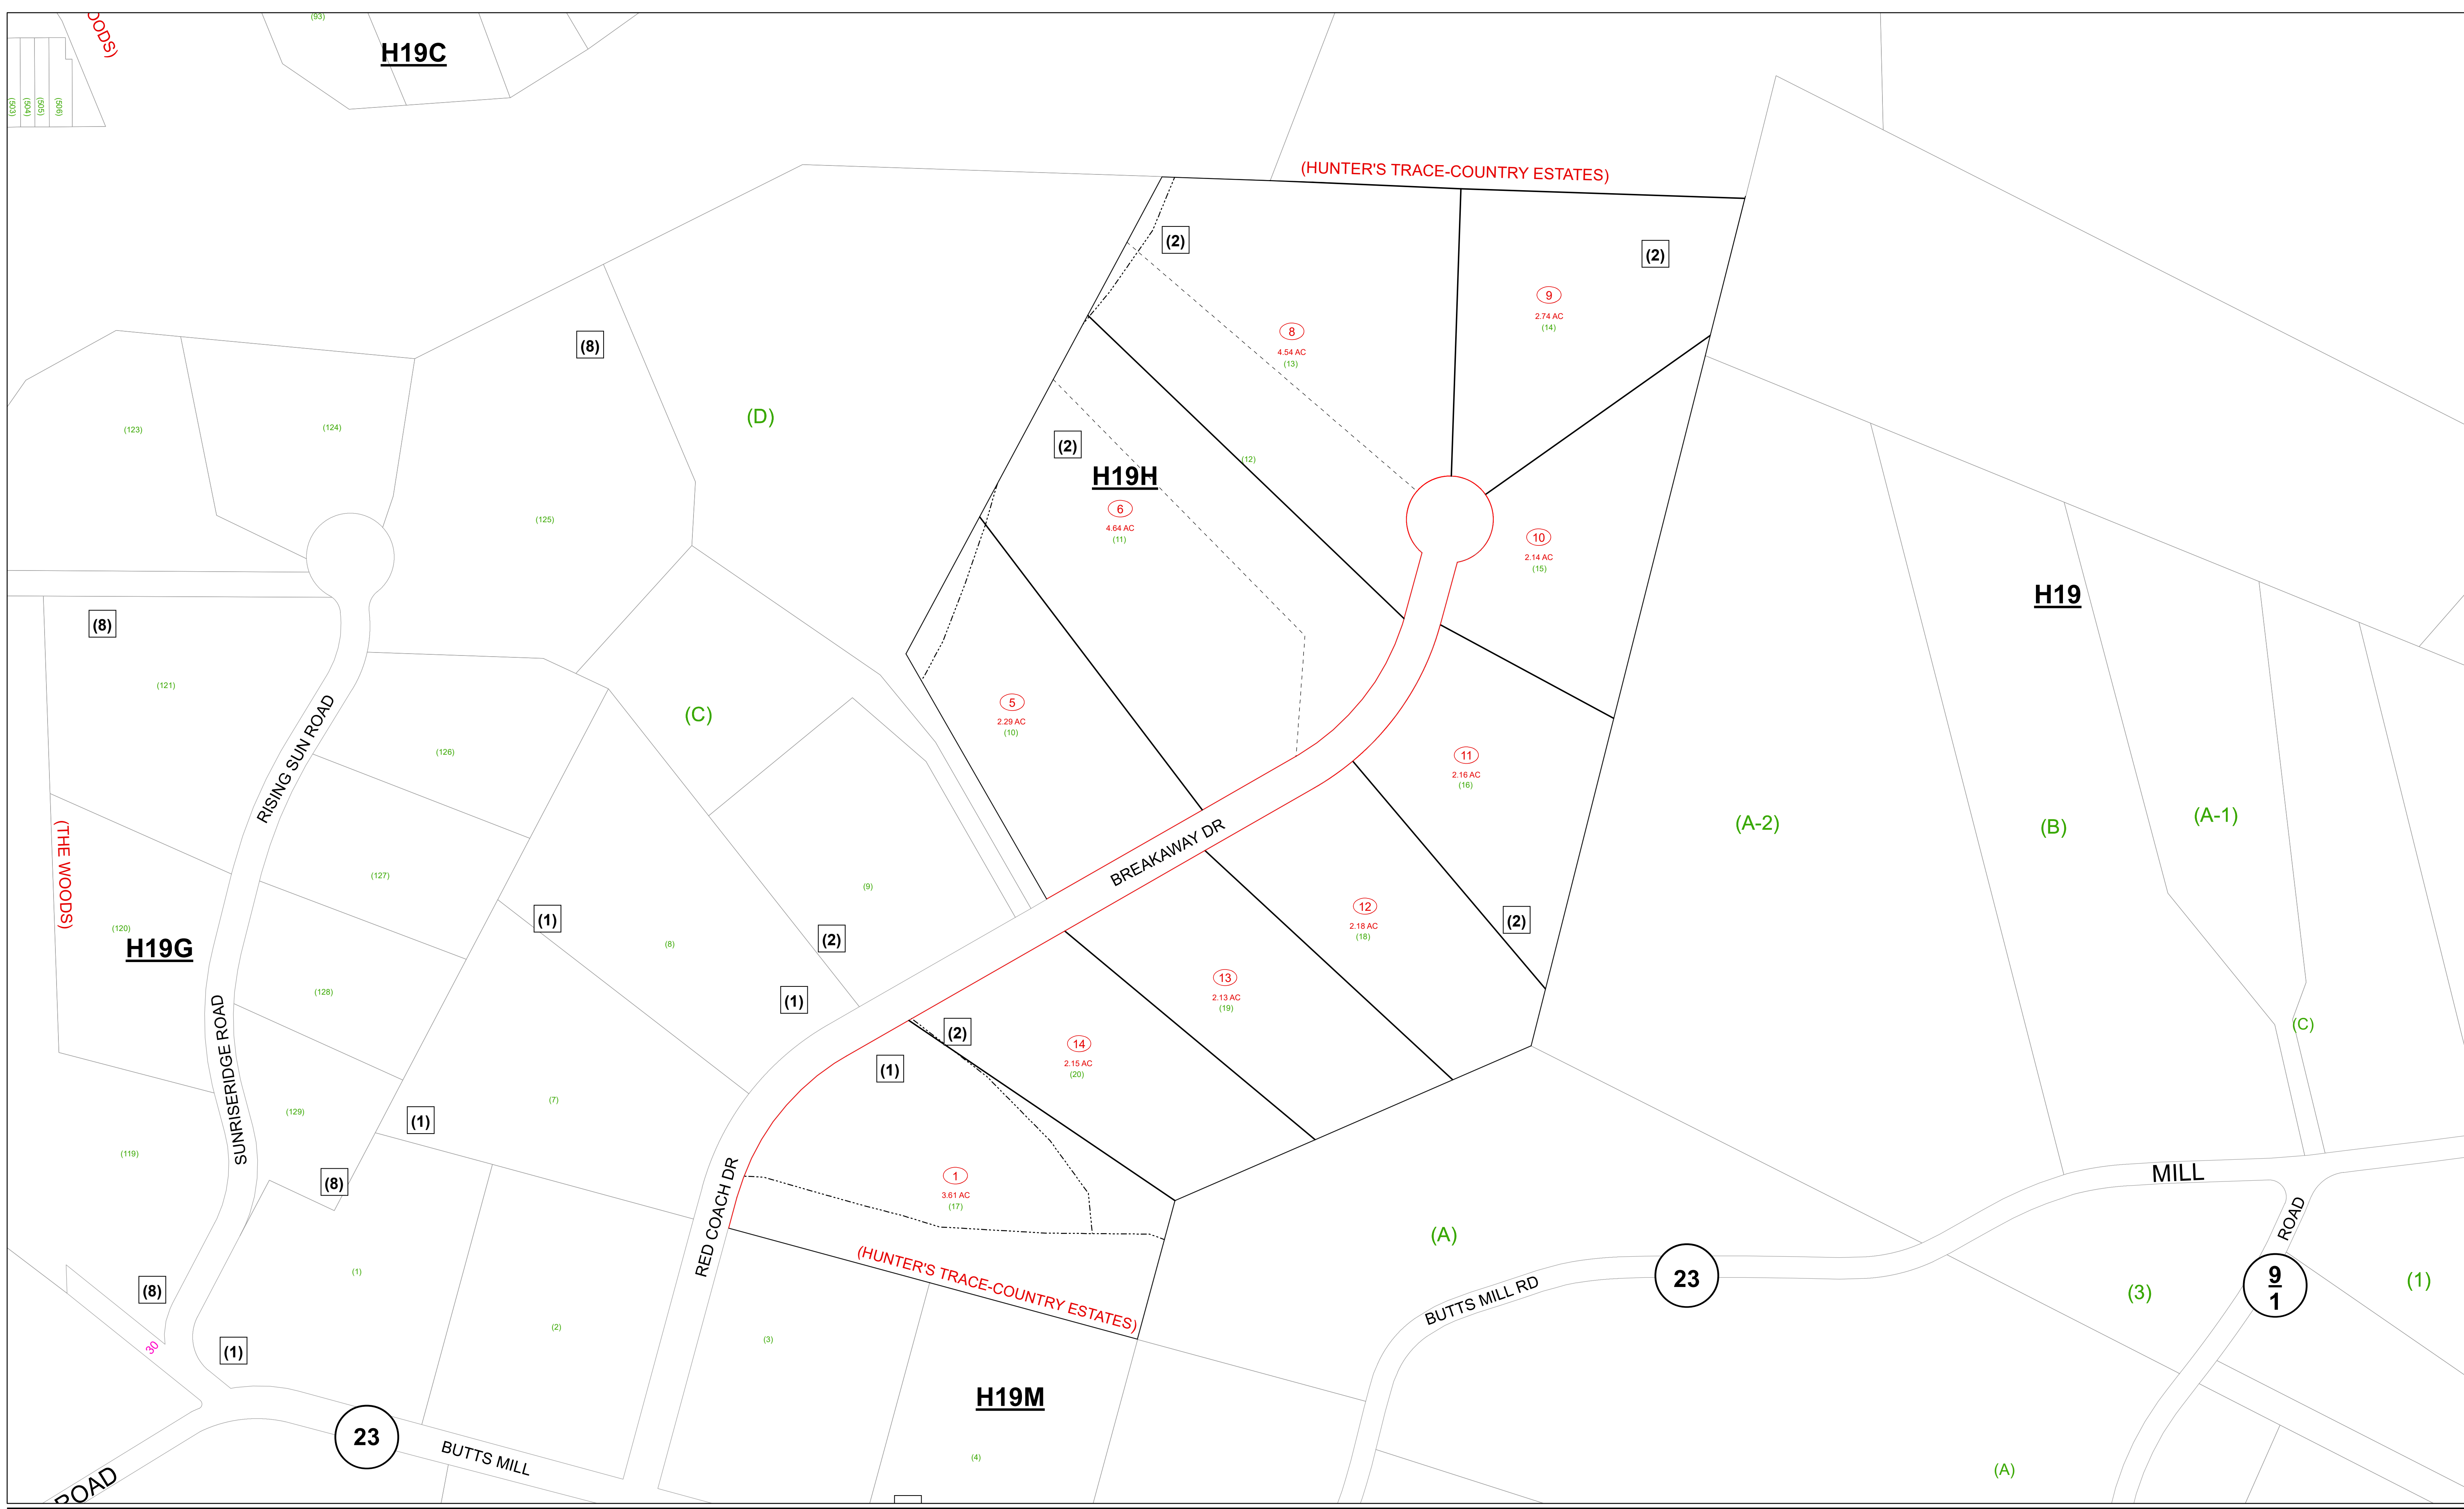 (93)
H19C
OODS)
(503)
(504)
(505)
(506)
(HUNTER'S TRACE-COUNTRY ESTATES)
(2)
(2)
9
2.74 AC
(14)
8
4.54 AC
(13)
(8)
(D)
(123)
(124)
(2)
(12)
H19H
6
4.64 AC
(11)
(125)
10
2.14 AC
(15)
H19
(8)
(121)
RISING SUN ROAD
5
2.29 AC
(10)
(C)
(126)
11
2.16 AC
(16)
(A-2)
(B)
(A-1)
BREAKAWAY DR
(THE WOODS)
(127)
(9)
(120)
H19G
(1)
(8)
(2)
12
2.18 AC
(18)
(2)
(128)
13
2.13 AC
(19)
(1)
(C)
SUNRISERIDGE ROAD
(2)
14
2.15 AC
(20)
(1)
(129)
(7)
(1)
(119)
(8)
1
3.61 AC
(17)
RED COACH DR
MILL
ROAD
(A)
(HUNTER'S TRACE-COUNTRY ESTATES)
(1)
(8)
23
BUTTS MILL RD
(3)
9
1
(1)
30
(1)
(2)
(3)
H19M
23
BUTTS MILL
(4)
(A)
ROAD